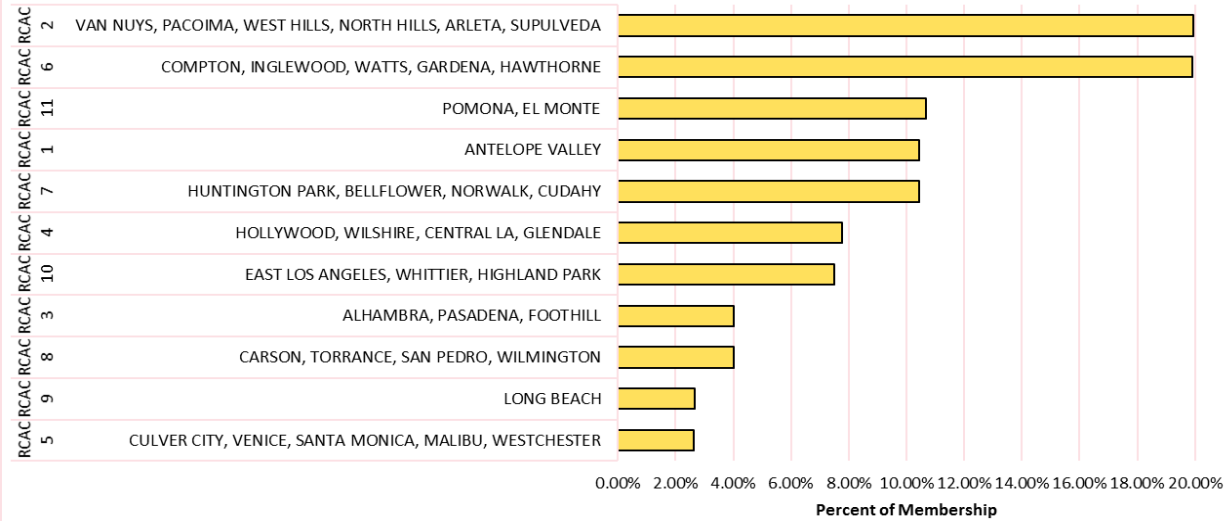 RCAC 2 VAN NUYS, PACOIMA, WEST HILLS, NORTH HILLS, ARLETA, SUPULVEDA
RCAC 6 COMPTON, INGLEWOOD, WATTS, GARDENA, HAWTHORNE
RCAC 11 POMONA, EL MONTE
RCAC 1 ANTELOPE VALLEY
RCAC 7 HUNTINGTON PARK, BELLFLOWER, NORWALK, CUDAHY
RCAC 4 HOLLYWOOD, WILSHIRE, CENTRAL LA, GLENDALE
RCAC 10 EAST LOS ANGELES, WHITTIER, HIGHLAND PARK
RCAC 3 ALHAMBRA, PASADENA, FOOTHILL
RCAC 8 CARSON, TORRANCE, SAN PEDRO, WILMINGTON
RCAC 9 LONG BEACH
RCAC 5 CULVER CITY, VENICE, SANTA MONICA, MALIBU, WESTCHESTER
0.00% 2.00% 4.00% 6.00% 8.00% 10.00% 12.00% 14.00% 16.00% 18.00% 20.00%
Percent of Membership